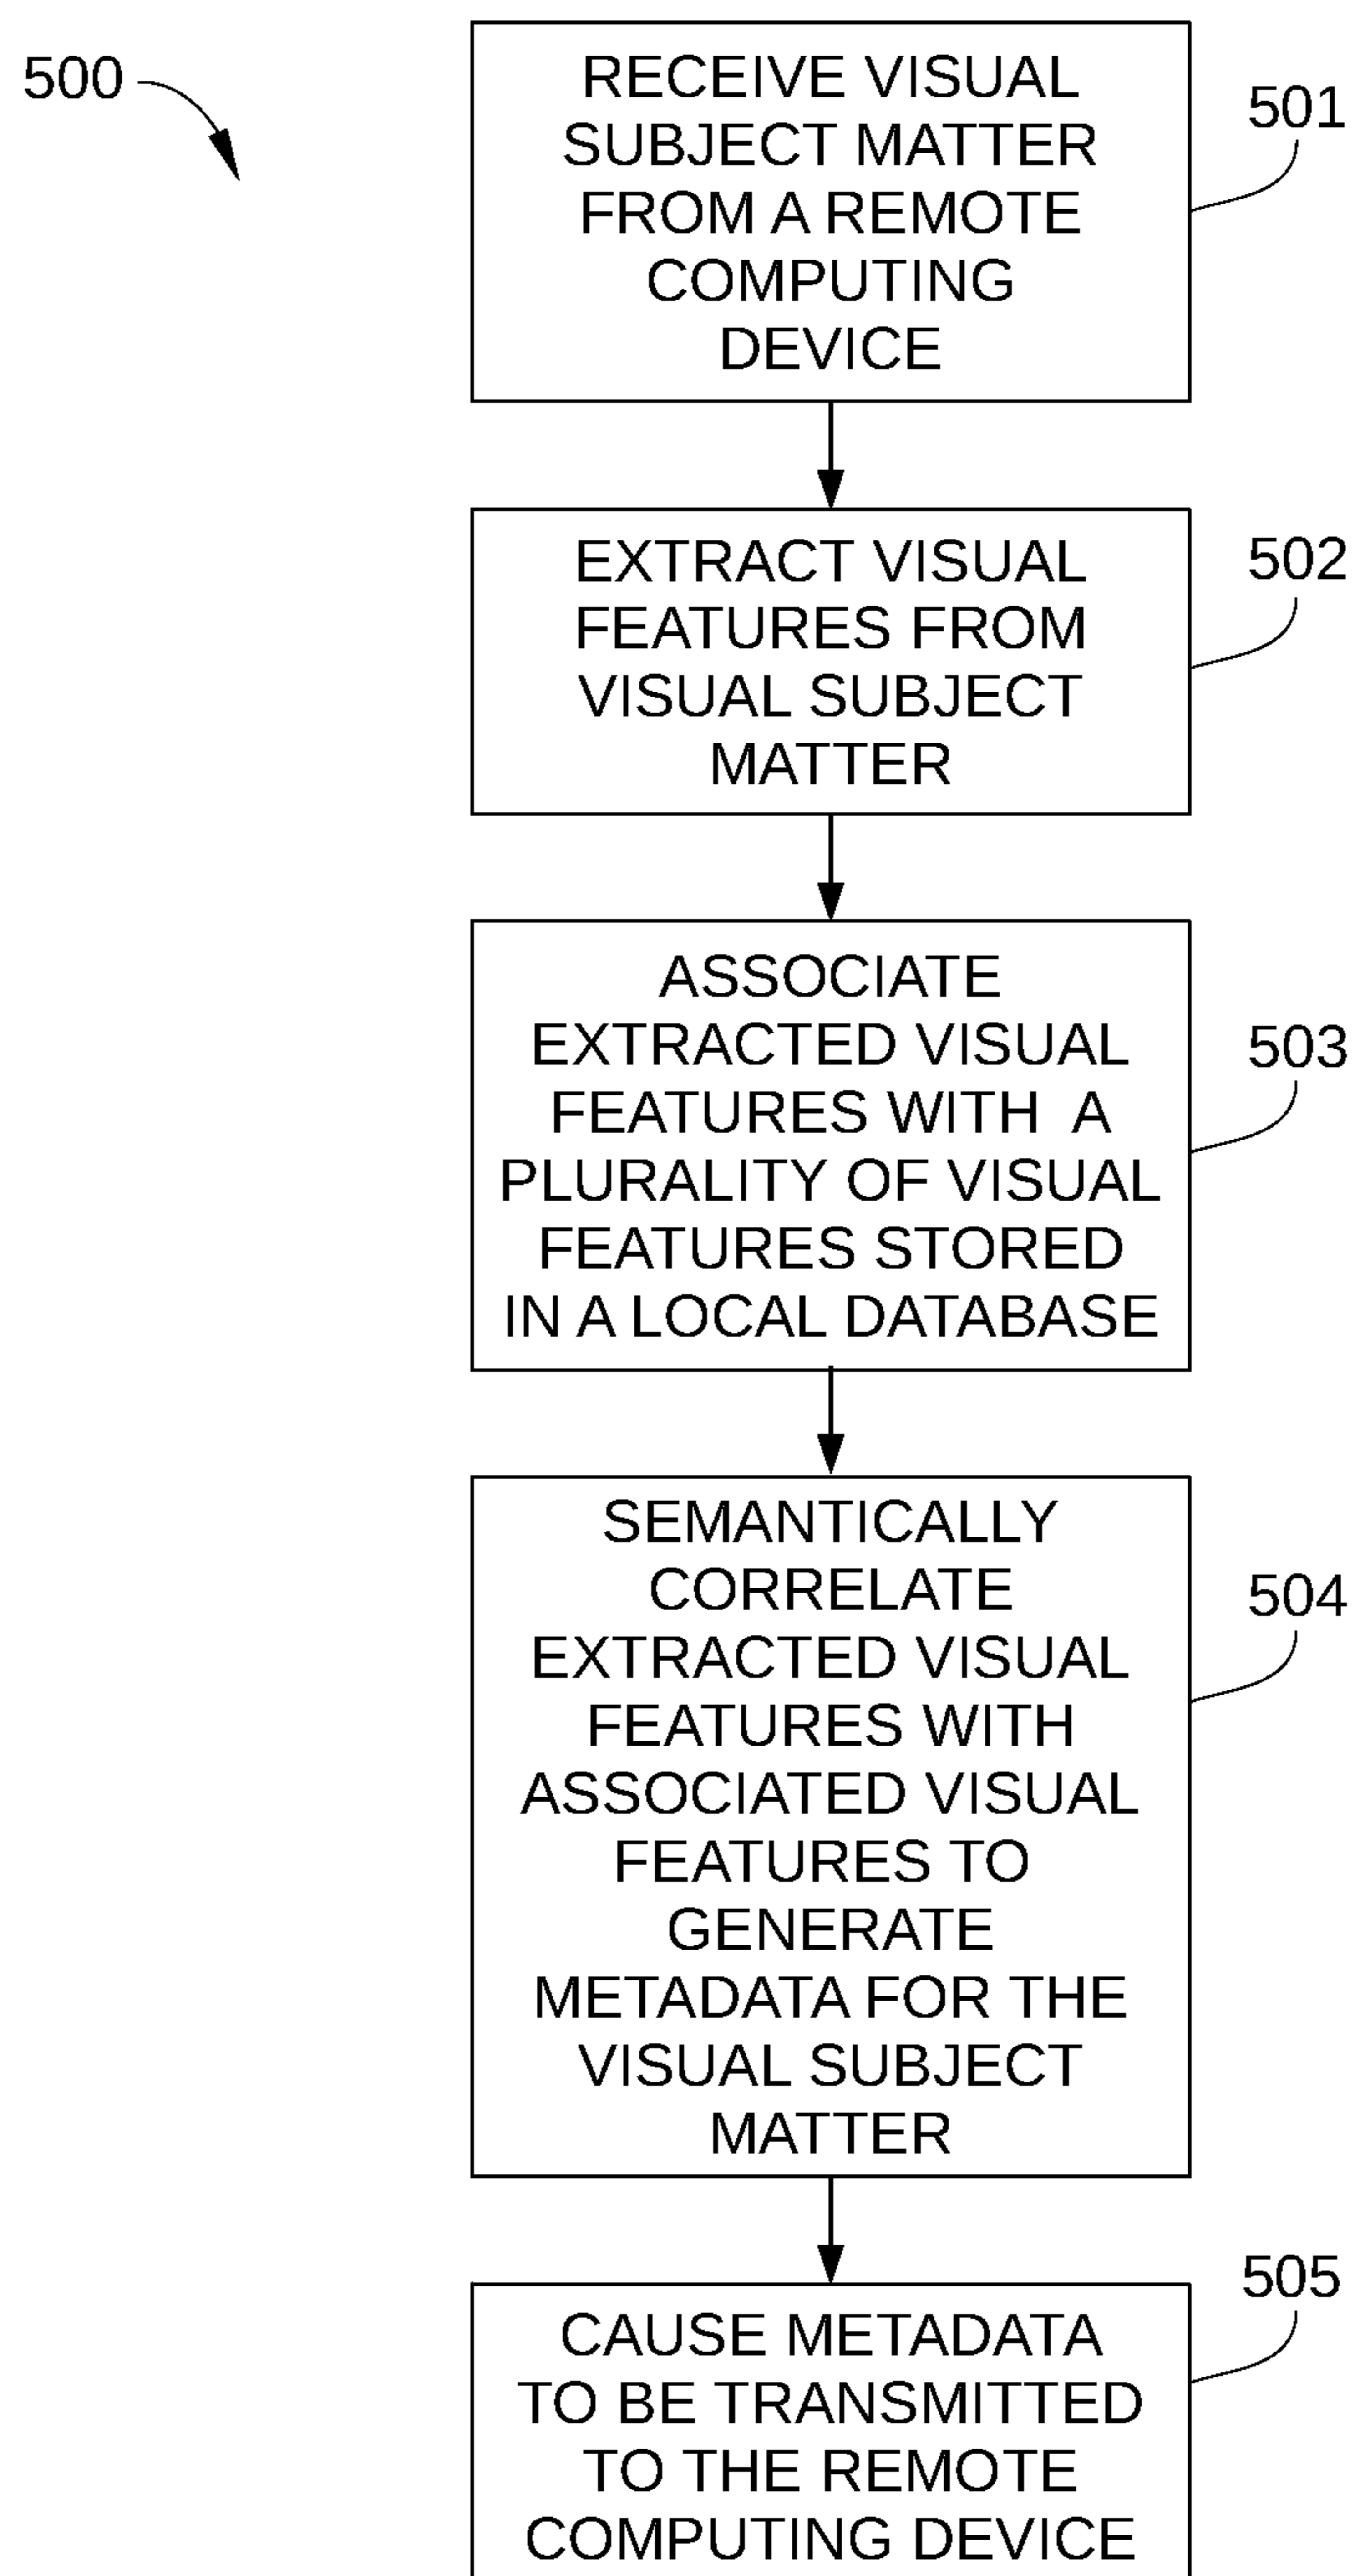 500
RECEIVE VISUAL
SUBJECT MATTER
FROM A REMOTE
COMPUTING
DEVICE
501
EXTRACT VISUAL
FEATURES FROM
VISUAL SUBJECT
MATTER
502
ASSOCIATE
EXTRACTED VISUAL
FEATURES WITH A
PLURALITY OF VISUAL
FEATURES STORED
IN A LOCAL DATABASE
503
SEMANTICALLY
CORRELATE
EXTRACTED VISUAL
FEATURES WITH
ASSOCIATED VISUAL
FEATURES TO
GENERATE
METADATA FOR THE
VISUAL SUBJECT
MATTER
504
CAUSE METADATA
TO BE TRANSMITTED
TO THE REMOTE
COMPUTING DEVICE
505